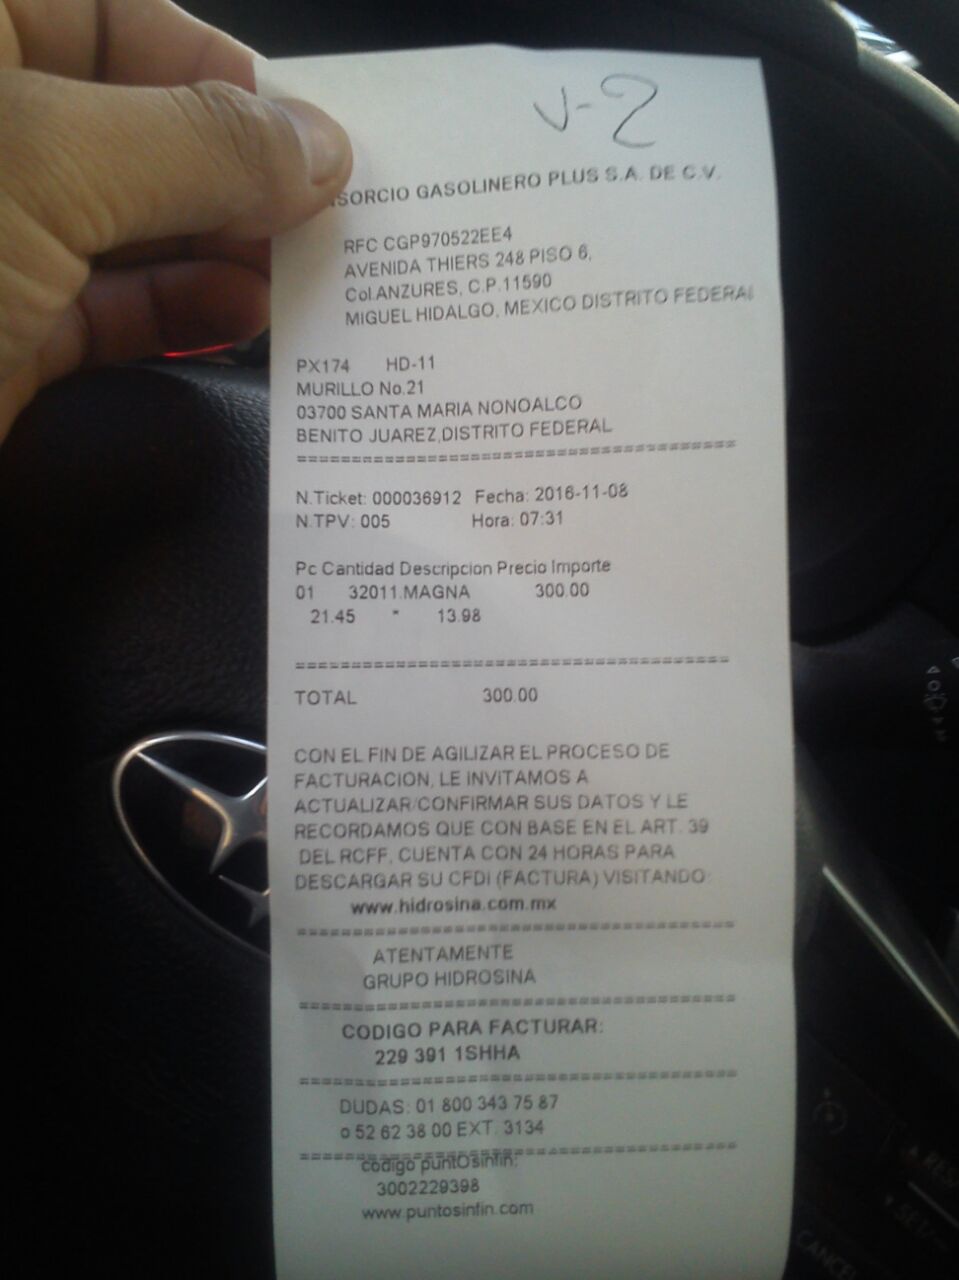 V-2
SORCIO GASOLINERO PLUS S.A. DE C.V.
RFC CGP970522EE4
AVENIDA THIERS 248 PISO 6,
Col.ANZURES, C.P.11590
MIGUEL HIDALGO, MEXICO DISTRITO FEDERAL
PX174 HD-11
MURILLO No.21
03700 SANTA MARIA NONOALCO
BENITO JUAREZ,DISTRITO FEDERAL
======================================
N.Ticket: 000036912 Fecha: 2016-11-08
N.TPV: 005 Hora: 07:31
Pc Cantidad Descripcion Precio Importe
01 32011.MAGNA 300.00
21.45 * 13.98
======================================
TOTAL 300.00
CON EL FIN DE AGILIZAR EL PROCESO DE
FACTURACION, LE INVITAMOS A
ACTUALIZAR/CONFIRMAR SUS DATOS Y LE
RECORDAMOS QUE CON BASE EN EL ART. 39
DEL RCFF, CUENTA CON 24 HORAS PARA
DESCARGAR SU CFDI (FACTURA) VISITANDO:
www.hidrosina.com.mx
======================================
ATENTAMENTE
GRUPO HIDROSINA
======================================
CODIGO PARA FACTURAR:
229 391 1SHHA
======================================
DUDAS: 01 800 343 75 87
o 52 62 38 00 EXT. 3134
======================================
codigo puntOsinfin:
3002229398
www.puntosinfin.com
CANCEL